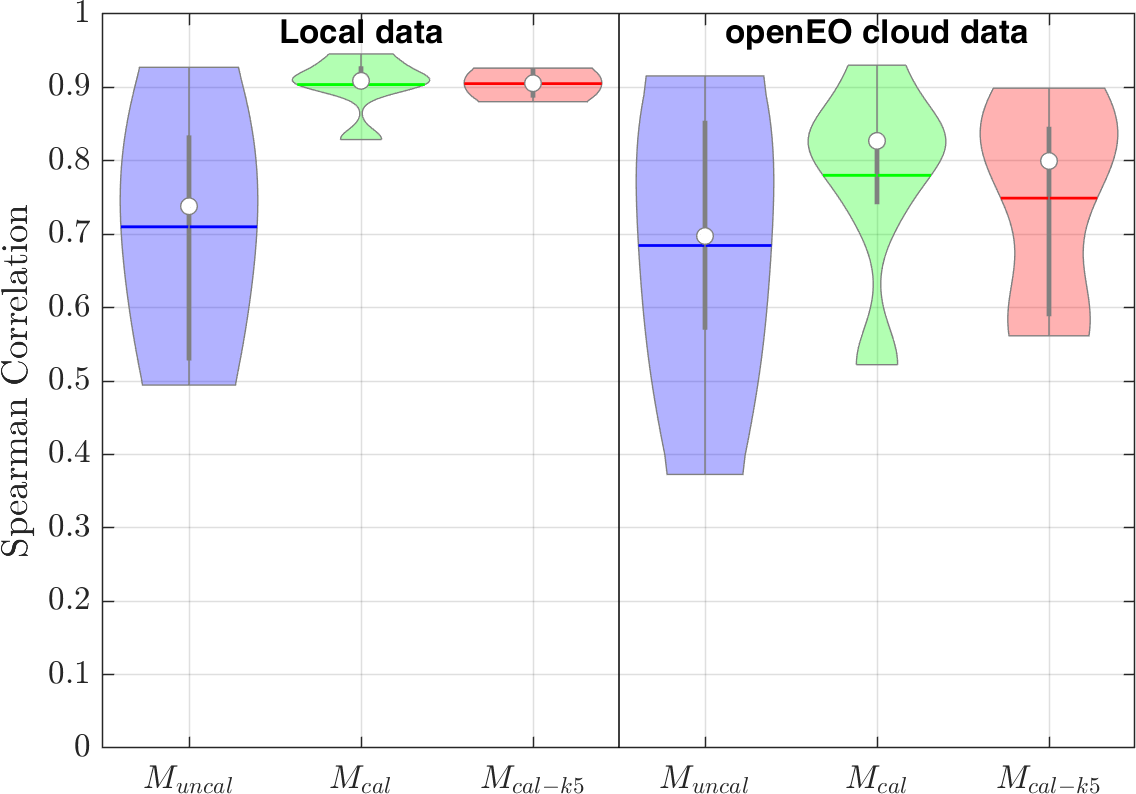 Local data
openEO cloud data
Spearman Correlation
1
0.9
0.8
0.7
0.6
0.5
0.4
0.3
0.2
0.1
0
M_uncal
M_cal
M_cal−k5
M_uncal
M_cal
M_cal−k5